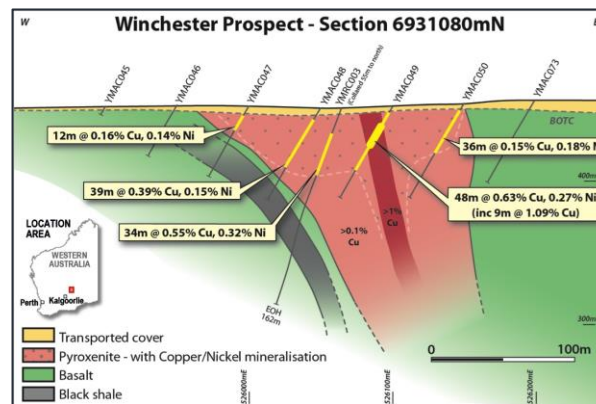 Winchester Prospect - Section 6931080mN
W
YMAC045
YMAC046
YMAC047
YMAC048
YMRC003
(Collared 55m to north)
YMAC049
YMAC050
YMAC073
BOTC
12m @ 0.16% Cu, 0.14% Ni
36m @ 0.15% Cu, 0.18% N
400m
39m @ 0.39% Cu, 0.15% Ni
48m @ 0.63% Cu, 0.27% N
(inc 9m @ 1.09% Cu)
34m @ 0.55% Cu, 0.32% Ni
>0.1%
Cu
>1%
Cu
LOCATION
AREA
WESTERN
AUSTRALIA
Perth
Kalgoorlie
EOH
162m
300m
Transported cover
Pyroxenite - with Copper/Nickel mineralisation
Basalt
Black shale
0 100m
526000mE
526100mE
526200mE